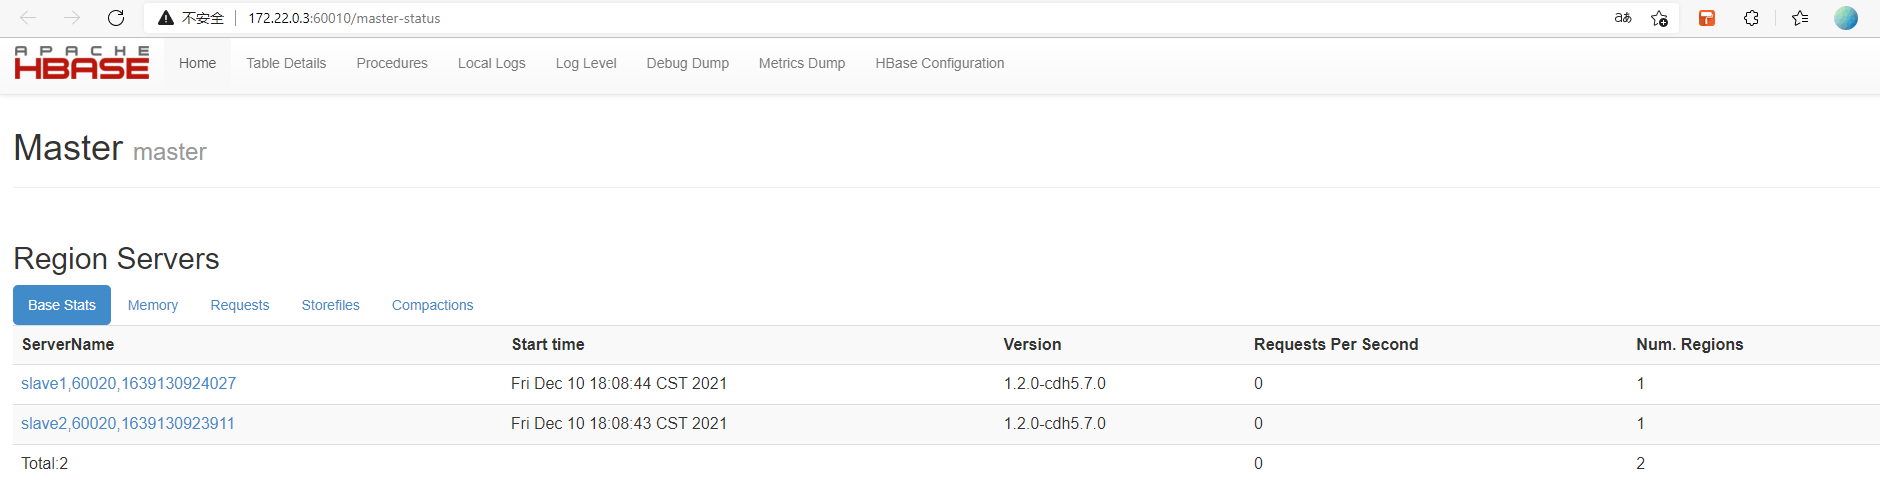 不安全 172.22.0.3:60010/master-status
APACHE
HBASE
Home Table Details Procedures Local Logs Log Level Debug Dump Metrics Dump HBase Configuration
Master master
Region Servers
Base Stats Memory Requests Storefiles Compactions
ServerName Start time Version Requests Per Second Num. Regions
slave1,60020,1639130924027 Fri Dec 10 18:08:44 CST 2021 1.2.0-cdh5.7.0 0 1
slave2,60020,1639130923911 Fri Dec 10 18:08:43 CST 2021 1.2.0-cdh5.7.0 0 1
Total:2 0 2